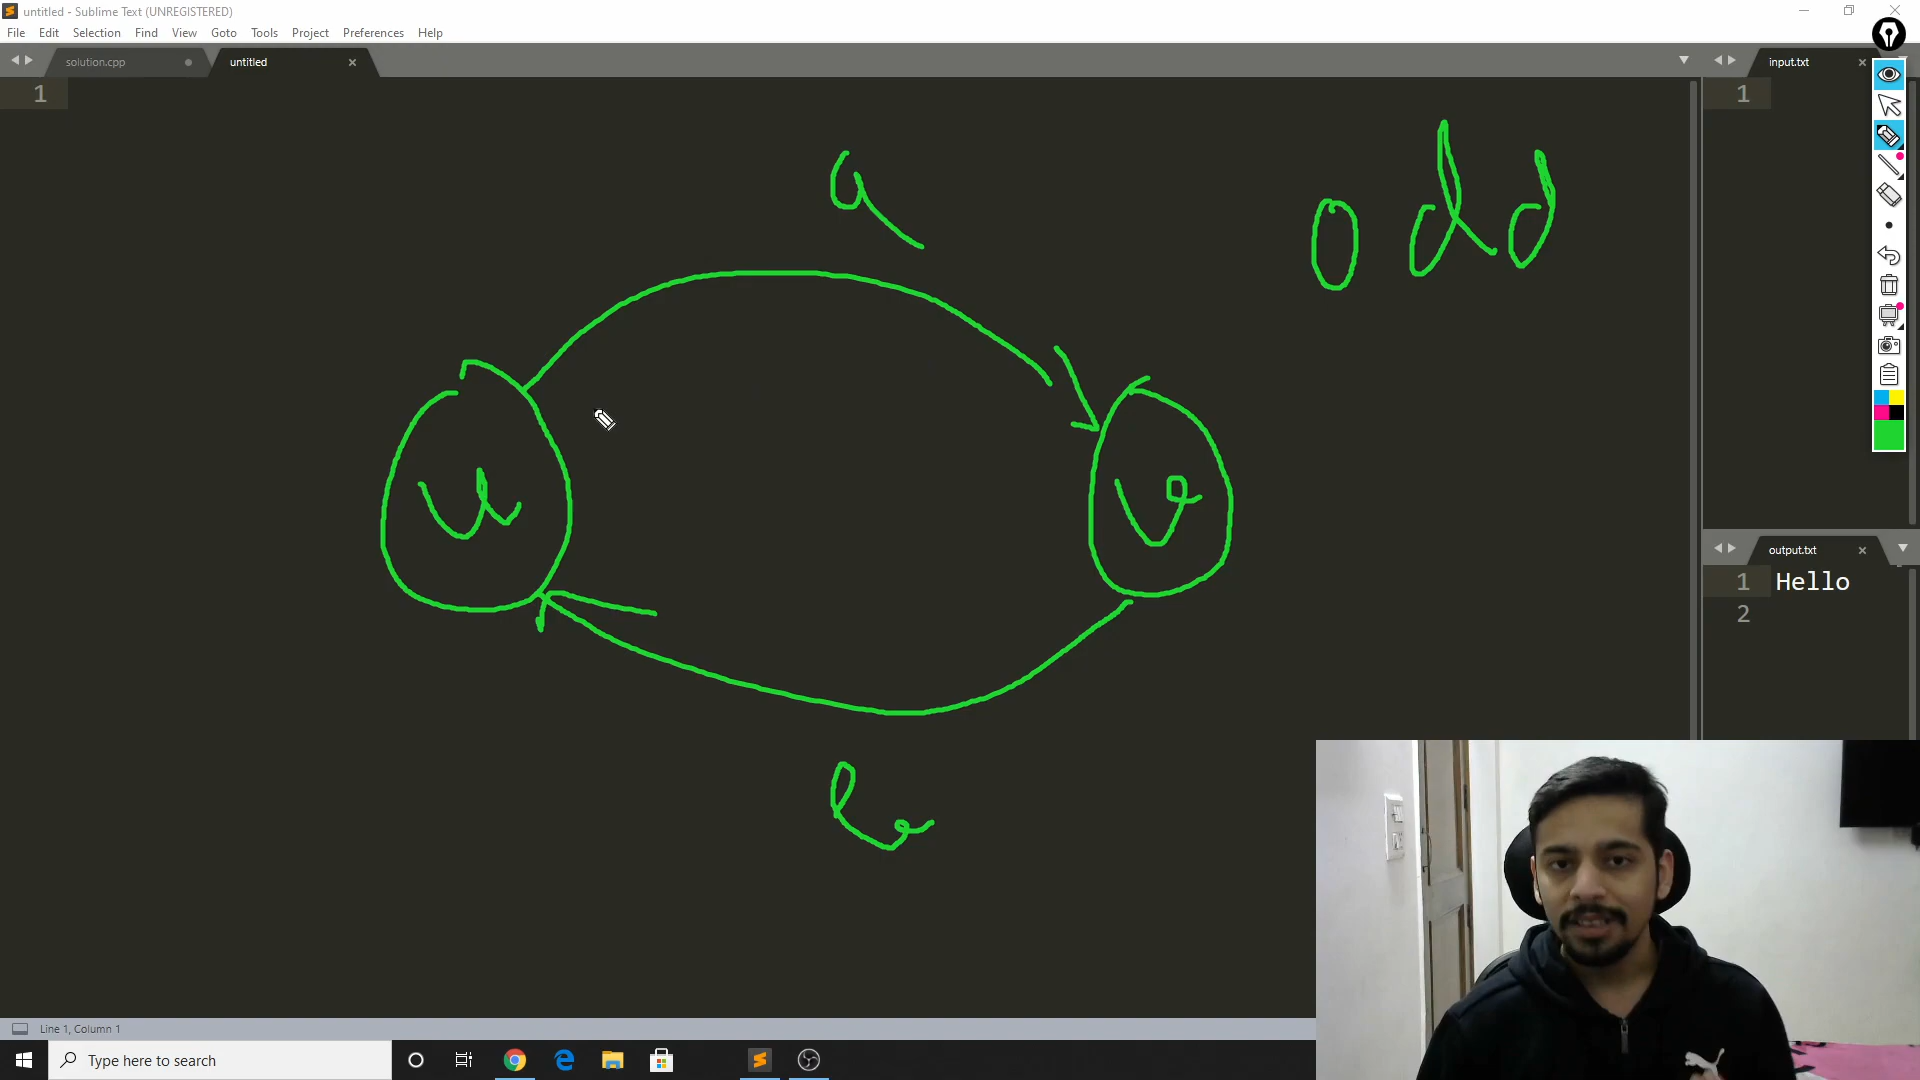 untitled - Sublime Text (UNREGISTERED)
File Edit Selection Find View Goto Tools Project Preferences Help
solution.cpp
untitled
input.txt
1
1
a
odd
u
v
b
output.txt
1 Hello
2
Line 1, Column 1
Type here to search